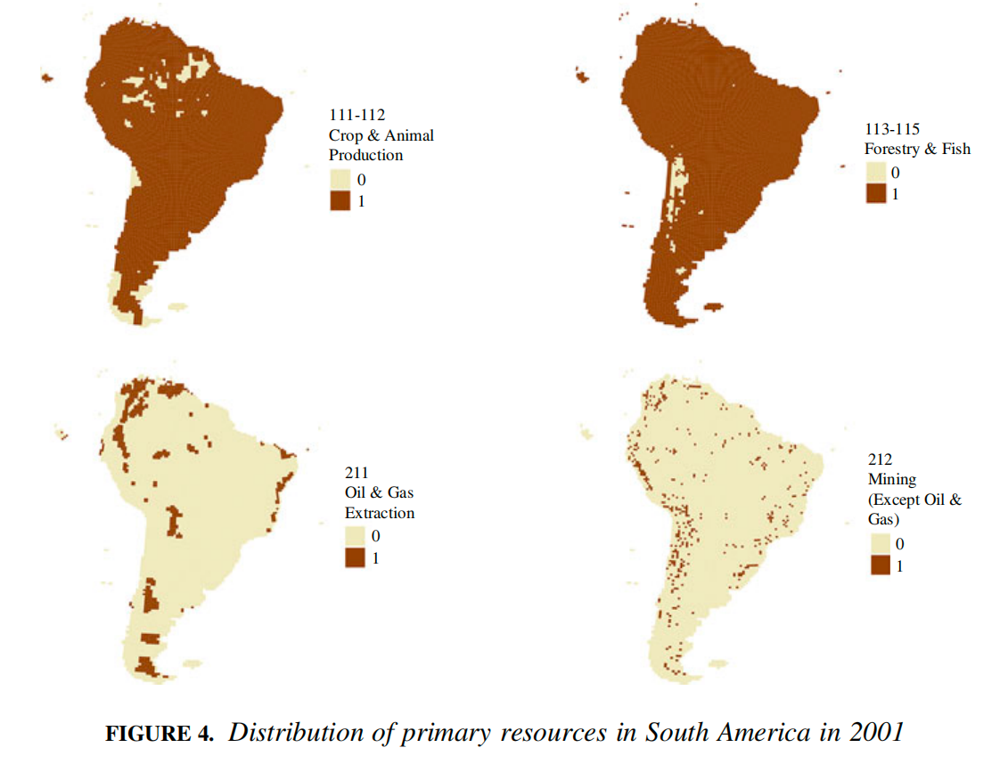 111-112
Crop & Animal
Production
0
1
113-115
Forestry & Fish
0
1
211
Oil & Gas
Extraction
0
1
212
Mining
(Except Oil &
Gas)
0
1
FIGURE 4. Distribution of primary resources in South America in 2001